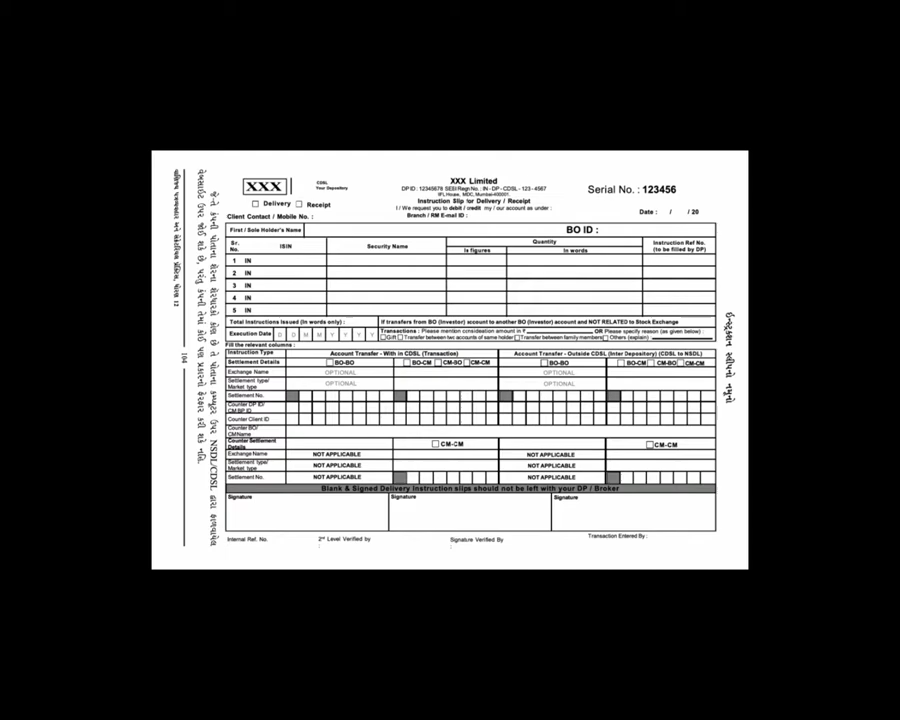 XXX
CDSL
Your Depository
XXX Limited
DP ID : 12345678 SEBI Regn No. : IN - DP - CDSL - 123 - 4567
IFL House, MDC, Mumbai-400001.
Instruction Slip for Delivery / Receipt
I / We request you to debit / credit my / our account as under :
Serial No. : 123456
Delivery Receipt
Date : / / 20
Client Contact / Mobile No. :
Branch / RM E-mail ID :
First / Sole Holder's Name
BO ID :
Sr. No. ISIN Security Name Quantity Instruction Ref No. (to be filled by DP)
Is figures In words
1 IN
2 IN
3 IN
4 IN
5 IN
Total Instructions Issued (In words only) :
If transfers from BO (Investor) account to another BO (Investor) account and NOT RELATED to Stock Exchange
Execution Date D D M M Y Y Y Y
Transactions : Please mention consideation amount in # OR Please specify reason (as given below) :
Gift Transfer between two accounts of same holder Transfer between family members Others (explain)
Fill the relevant columns :
Instruction Type Account Transfer - With in CDSL (Transaction) Account Transfer - Outside CDSL (Inter Depository) (CDSL to NSDL)
Settlement Details BO-BO BO-CM CM-BO CM-CM BO-BO BO-CM CM-BO CM-CM
Exchange Name OPTIONAL OPTIONAL
Settlement type/ Market type OPTIONAL OPTIONAL
Settlement No.
Counter DP ID/ CM BP ID
Counter Client ID
Counter BO/ CM Name
Counter Settlement Details CM-CM CM-CM
Exchange Name NOT APPLICABLE NOT APPLICABLE
Settlement type/ Market type NOT APPLICABLE NOT APPLICABLE
Settlement No. NOT APPLICABLE NOT APPLICABLE
Blank & Signed Delivery Instruction slips should not be left with your DP / Broker
Signature Signature Signature
Internal Ref. No. 2nd Level Verified by : Signature Verified By : Transaction Entered By :
ઇન્સ્ટ્રક્શન સ્લીપનો નમૂનો
104